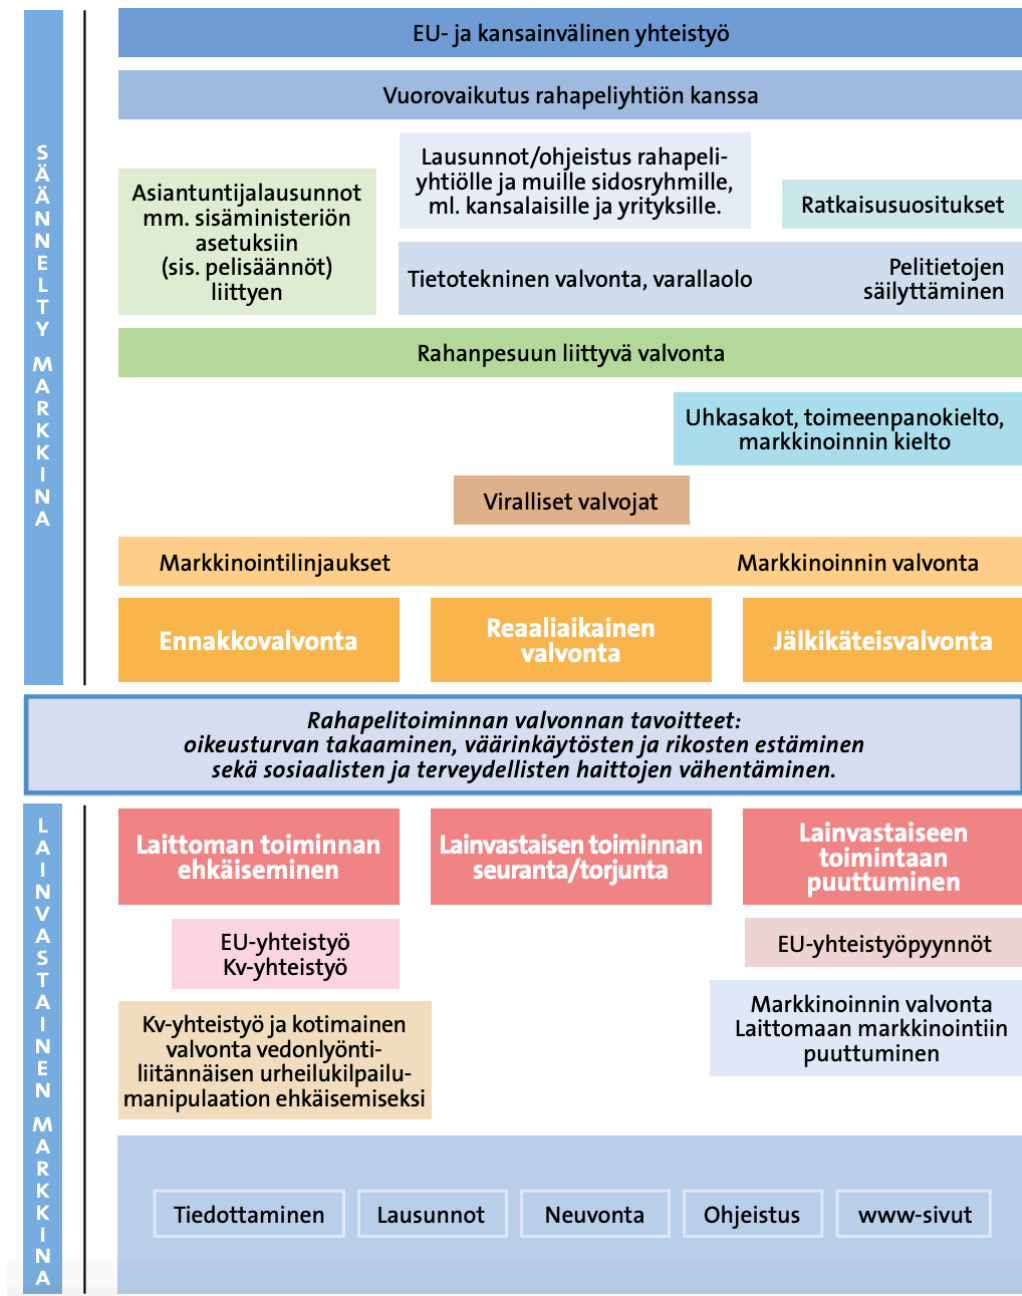 SÄÄNNELTY MARKKINA
EU- ja kansainvälinen yhteistyö
Vuorovaikutus rahapeliyhtiön kanssa
Asiantuntijalausunnot
mm. sisäministeriön
asetuksiin
(sis. pelisäännöt)
liittyen
Lausunnot/ohjeistus rahapeli-
yhtiölle ja muille sidosryhmille,
ml. kansalaisille ja yrityksille.
Ratkaisusuositukset
Tietotekninen valvonta, varallaolo
Pelitietojen
säilyttäminen
Rahanpesuun liittyvä valvonta
Uhkasakot, toimeenpanokielto,
markkinoinnin kielto
Viralliset valvojat
Markkinointilinjaukset
Markkinoinnin valvonta
Ennakkovalvonta
Reaaliaikainen
valvonta
Jälkikäteisvalvonta
Rahapelitoiminnan valvonnan tavoitteet:
oikeusturvan takaaminen, väärinkäytösten ja rikosten estäminen
sekä sosiaalisten ja terveydellisten haittojen vähentäminen.
LAINVASTAINEN MARKKINA
Laittoman toiminnan
ehkäiseminen
Lainvastaisen toiminnan
seuranta/torjunta
Lainvastaiseen
toimintaan
puuttuminen
EU-yhteistyö
Kv-yhteistyö
EU-yhteistyöpyynnöt
Kv-yhteistyö ja kotimainen
valvonta vedonlyönti-
liitännäisen urheilukilpailu-
manipulaation ehkäisemiseksi
Markkinoinnin valvonta
Laittomaan markkinointiin
puuttuminen
Tiedottaminen
Lausunnot
Neuvonta
Ohjeistus
www-sivut